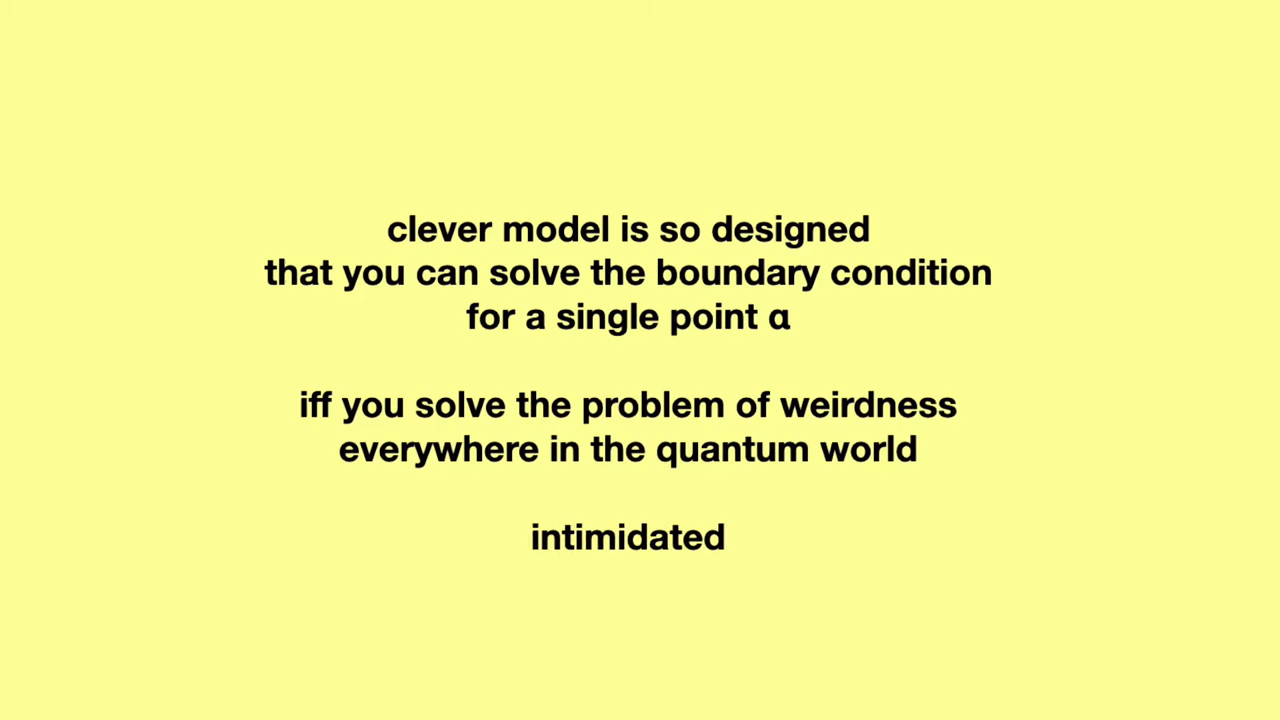 clever model is so designed
that you can solve the boundary condition
for a single point α
iff you solve the problem of weirdness
everywhere in the quantum world
intimidated